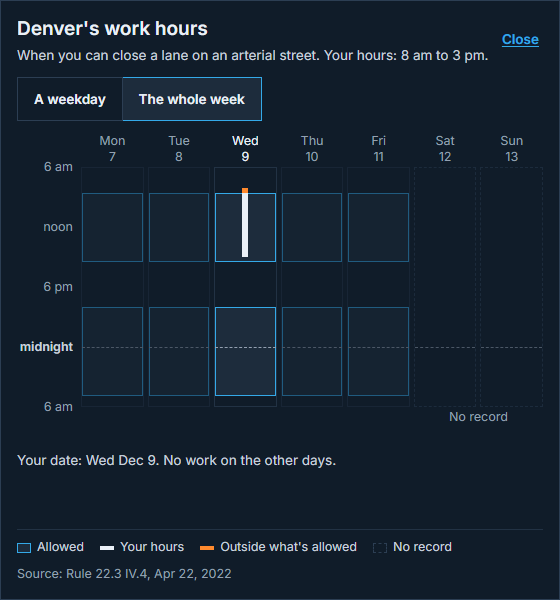 Denver's work hours
Close
When you can close a lane on an arterial street. Your hours: 8 am to 3 pm.
A weekday
The whole week
Mon Tue Wed Thu Fri Sat Sun
7 8 9 10 11 12 13
6 am
noon
6 pm
midnight
6 am
No record
Your date: Wed Dec 9. No work on the other days.
Allowed Your hours Outside what's allowed No record
Source: Rule 22.3 IV.4, Apr 22, 2022